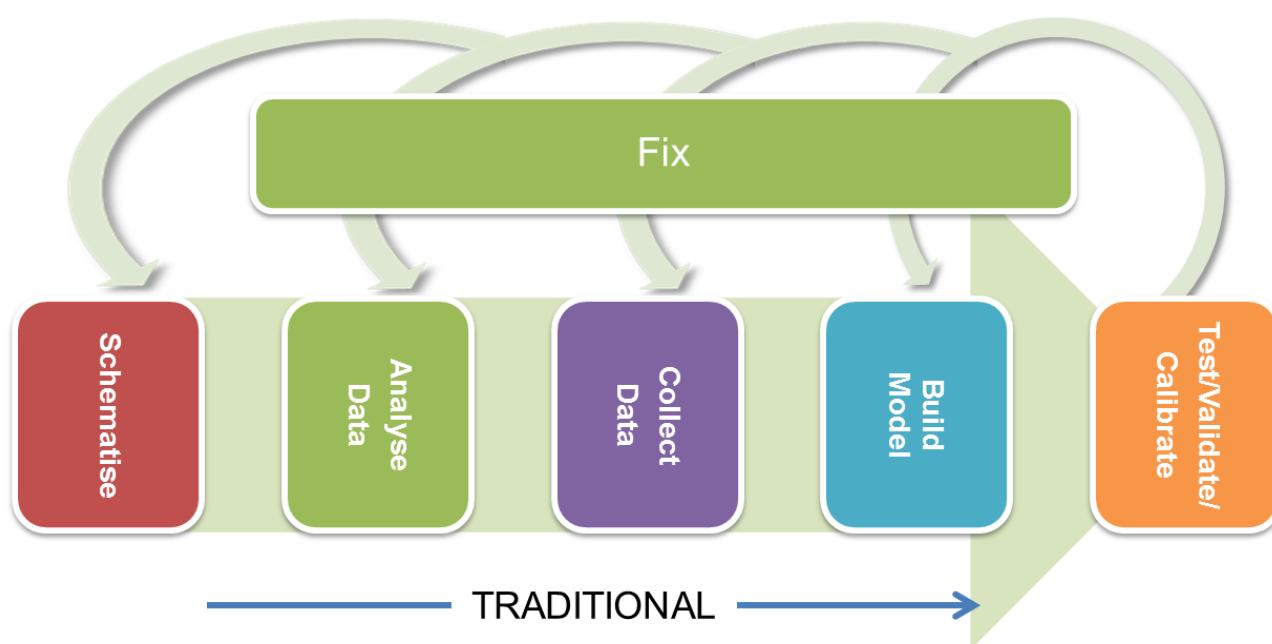 Fix
Schematise
Analyse
Data
Collect
Data
Build
Model
Test/Validate/
Calibrate
TRADITIONAL